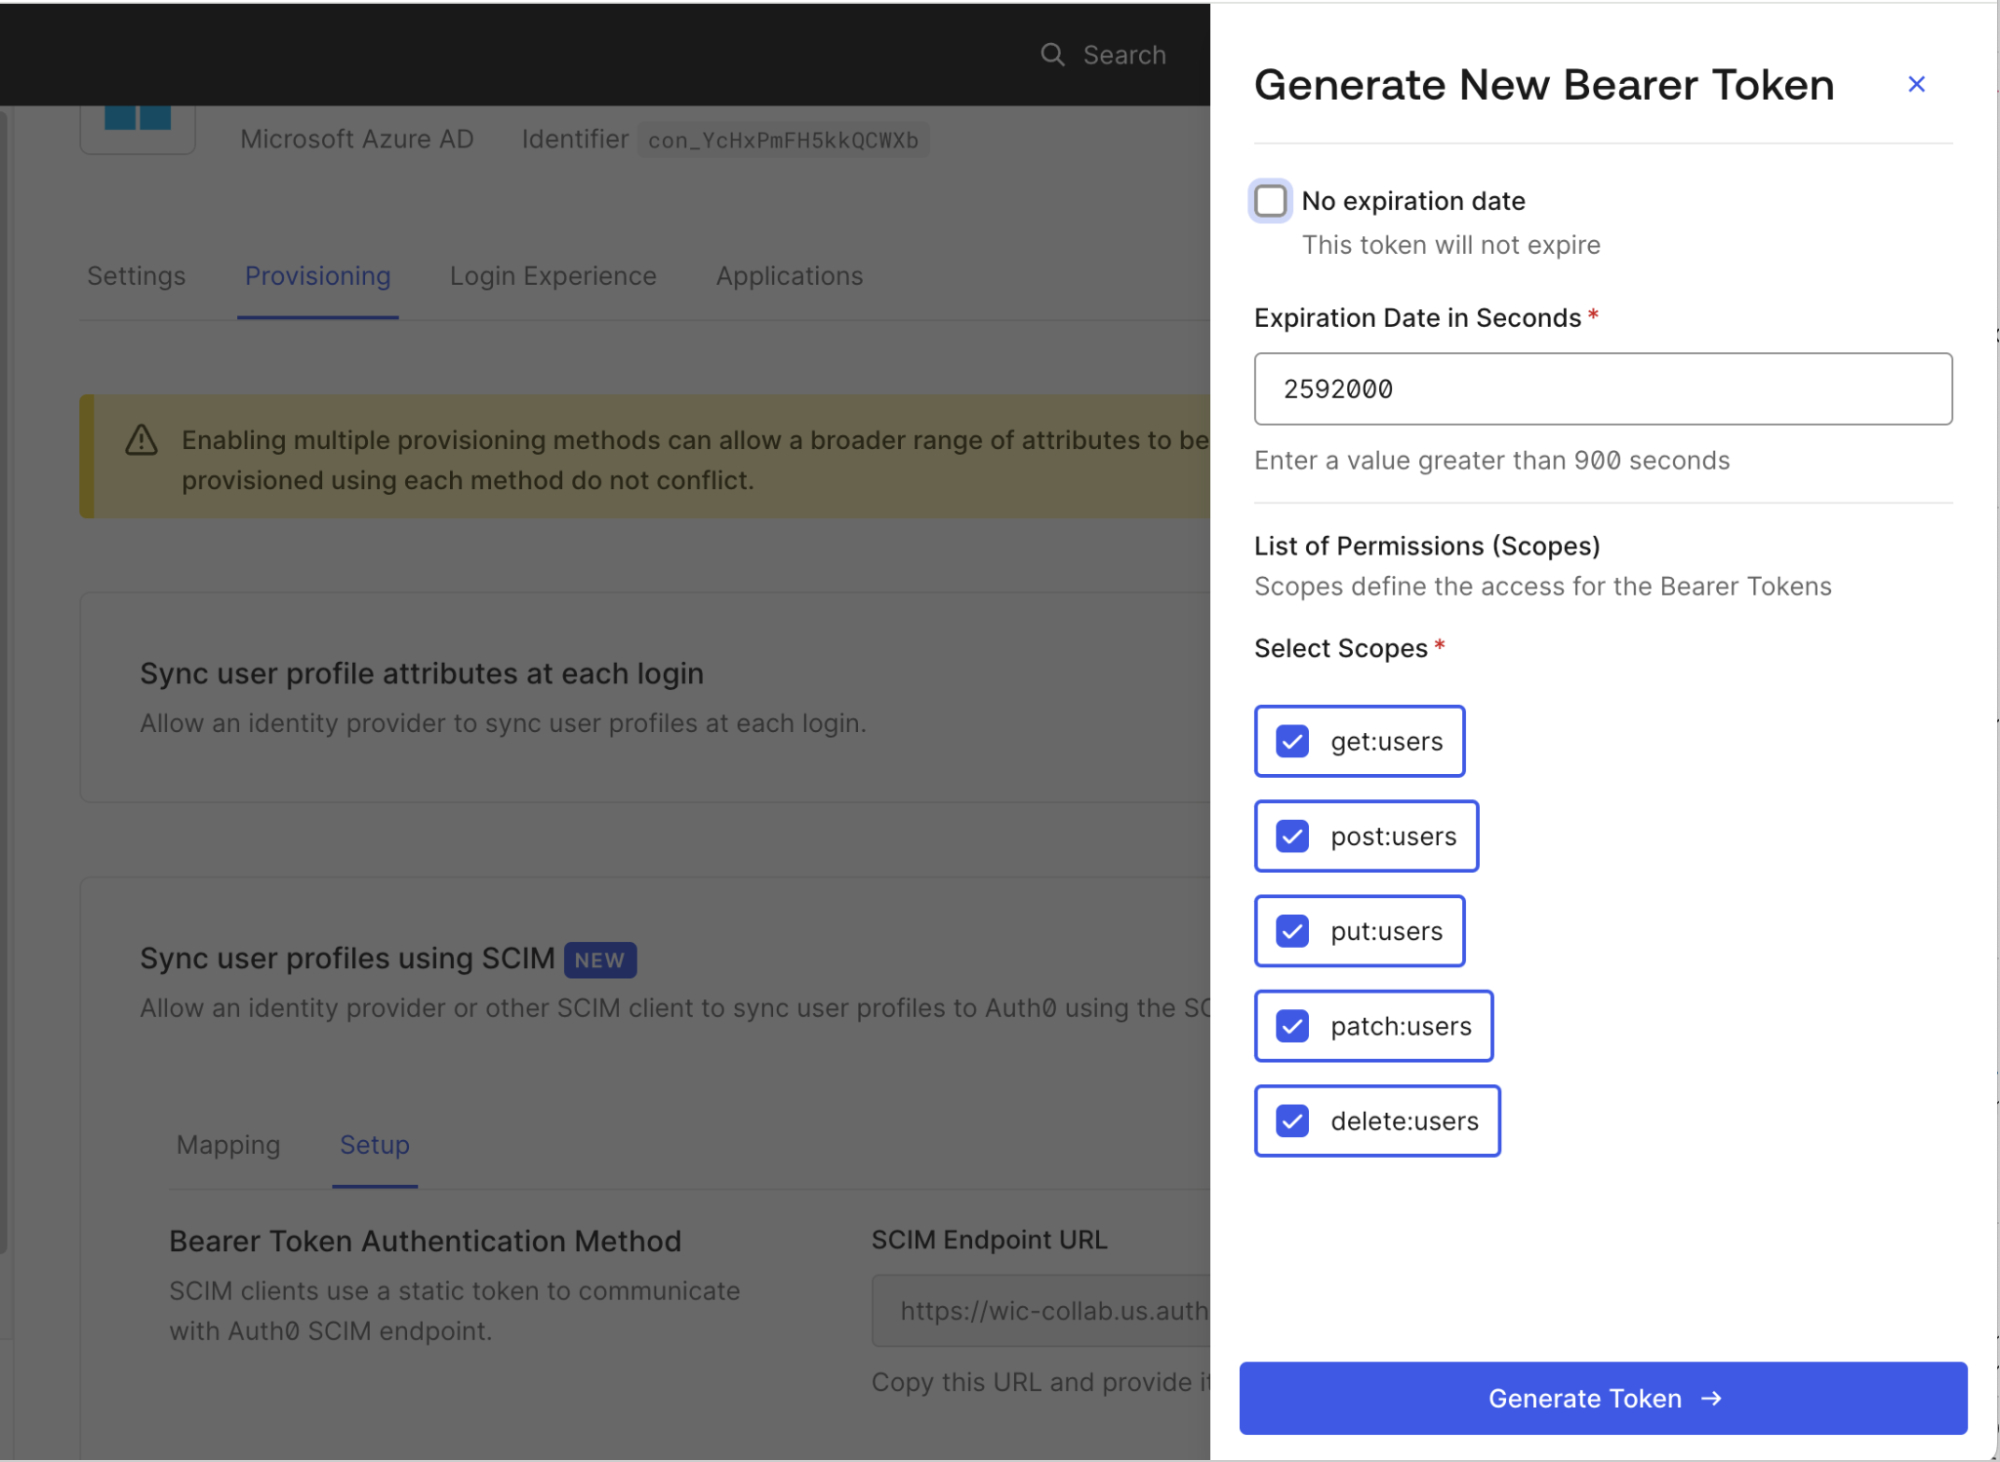 Search
Microsoft Azure AD Identifier con_YcHxPmFH5kkQCWXb
Settings Provisioning Login Experience Applications
Enabling multiple provisioning methods can allow a broader range of attributes to be
provisioned using each method do not conflict.
Sync user profile attributes at each login
Allow an identity provider to sync user profiles at each login.
Sync user profiles using SCIM NEW
Allow an identity provider or other SCIM client to sync user profiles to Auth0 using the SC
Mapping Setup
Bearer Token Authentication Method
SCIM clients use a static token to communicate
with Auth0 SCIM endpoint.
SCIM Endpoint URL
https://wic-collab.us.auth
Copy this URL and provide it
Generate New Bearer Token
No expiration date
This token will not expire
Expiration Date in Seconds *
2592000
Enter a value greater than 900 seconds
List of Permissions (Scopes)
Scopes define the access for the Bearer Tokens
Select Scopes *
get:users
post:users
put:users
patch:users
delete:users
Generate Token →